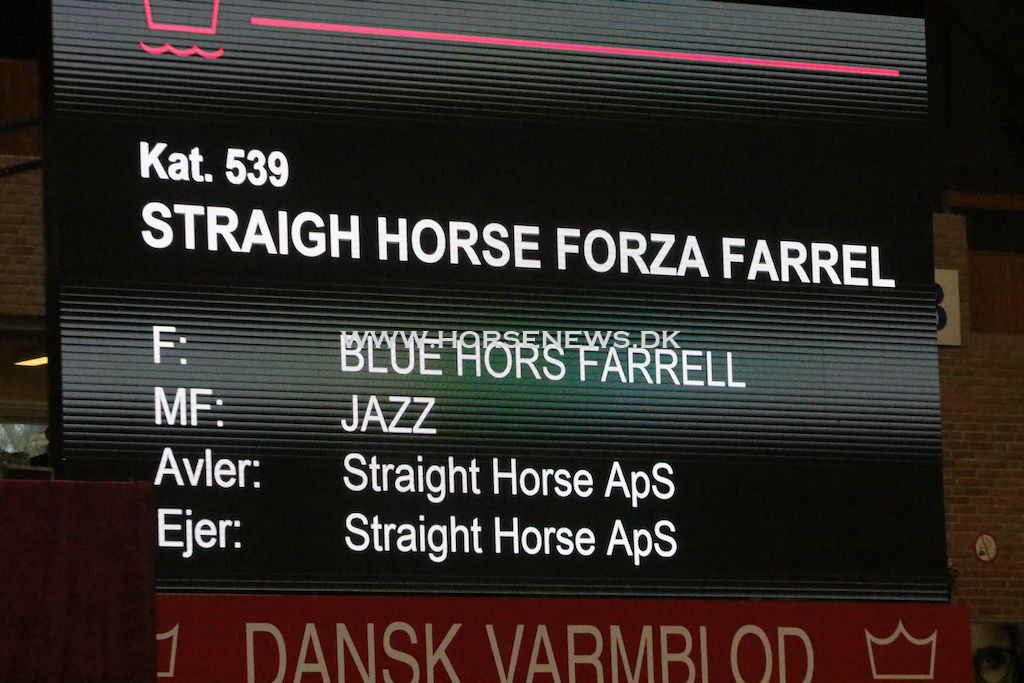 Kat. 539
STRAIGH HORSE FORZA FARREL
WWW.HORSENEWS.DK
F: BLUE HORS FARRELL
MF: JAZZ
Avler: Straight Horse ApS
Ejer: Straight Horse ApS
DANSK VARMBLOD